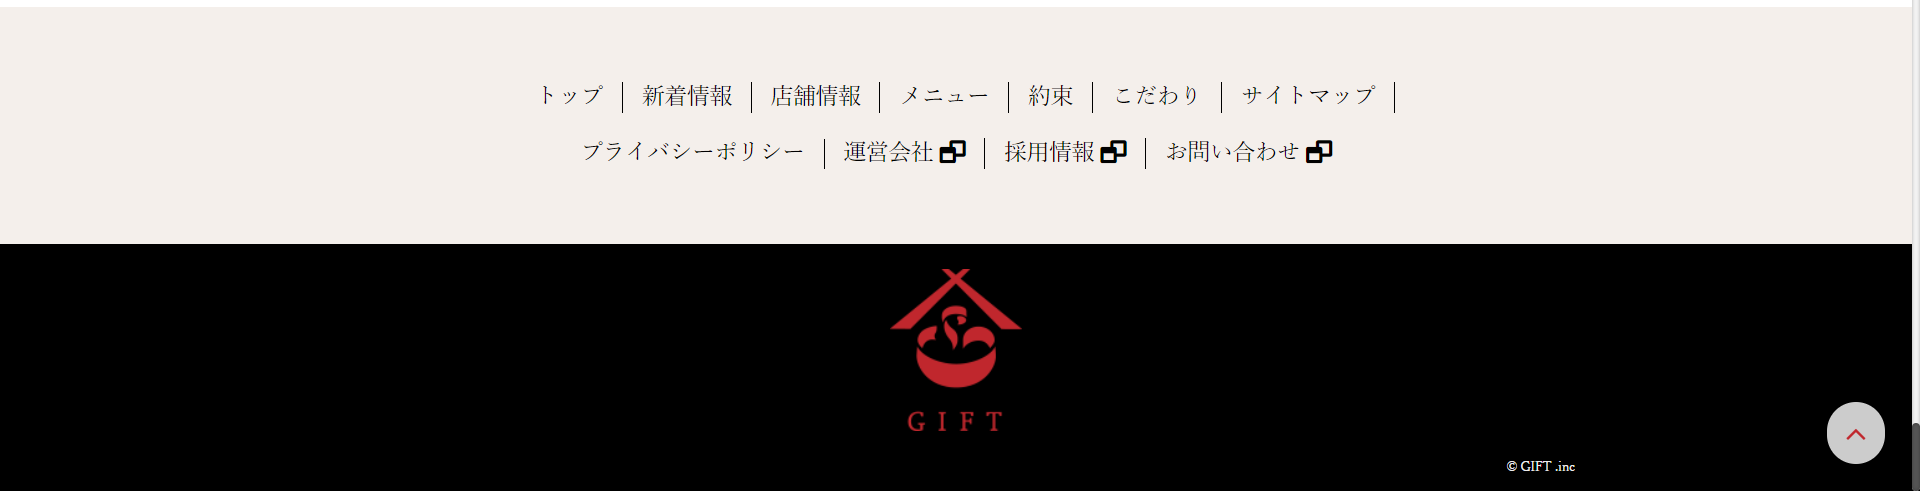 トップ 新着情報 店舗情報 メニュー 約束 こだわり サイトマップ
プライバシーポリシー 運営会社 採用情報 お問い合わせ
GIFT
© GIFT .inc